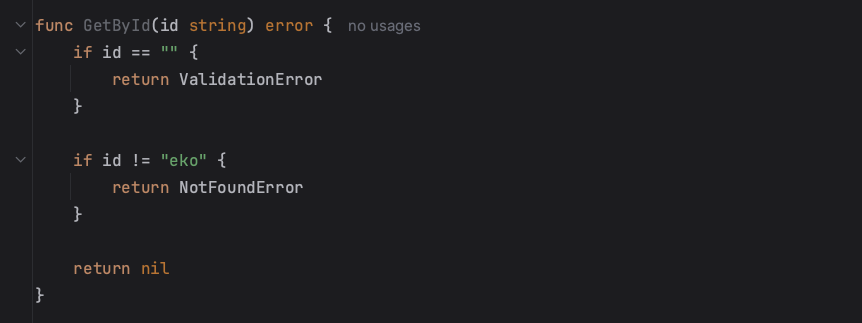 func GetById(id string) error { no usages
    if id == "" {
        return ValidationError
    }

    if id != "eko" {
        return NotFoundError
    }

    return nil
}